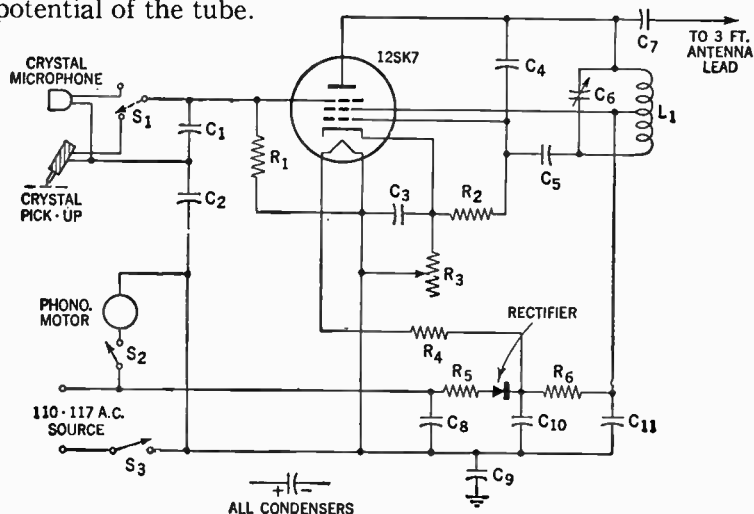 potential of the tube.
12SK7
C7
TO 3 FT.
ANTENNA
LEAD
CRYSTAL
MICROPHONE
S1
C1
R1
C4
C6
L1
C5
CRYSTAL
PICK-UP
C2
C3
R2
R3
PHONO.
MOTOR
S2
R4
RECTIFIER
R5
R6
110-117 A.C.
SOURCE
C8
C10
C11
S3
C9
+ -
ALL CONDENSERS